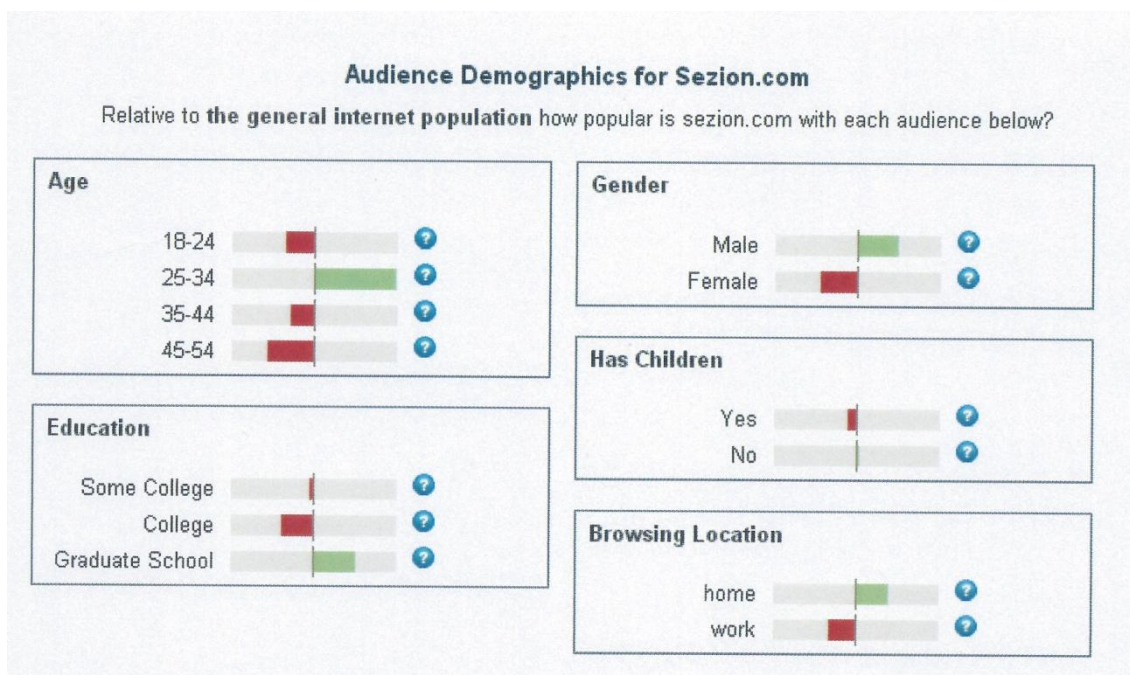 Audience Demographics for Sezion.com
Relative to the general internet population how popular is sezion.com with each audience below?
Age
18-24
25-34
35-44
45-54
Education
Some College
College
Graduate School
Gender
Male
Female
Has Children
Yes
No
Browsing Location
home
work